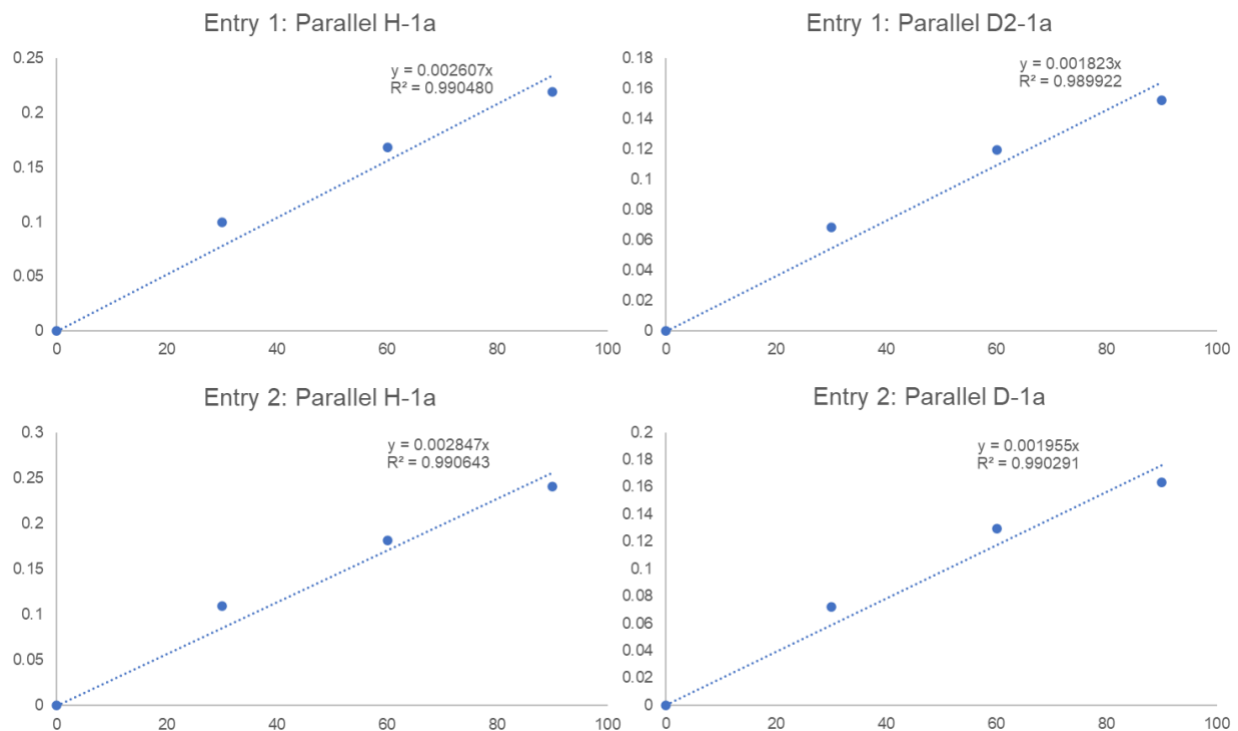 Entry 1: Parallel H-1a
y = 0.002607x
R² = 0.990480
0.25
0.2
0.15
0.1
0.05
0
0 20 40 60 80 100
Entry 1: Parallel D2-1a
y = 0.001823x
R² = 0.989922
0.18
0.16
0.14
0.12
0.1
0.08
0.06
0.04
0.02
0
0 20 40 60 80 100
Entry 2: Parallel H-1a
y = 0.002847x
R² = 0.990643
0.3
0.25
0.2
0.15
0.1
0.05
0
0 20 40 60 80 100
Entry 2: Parallel D-1a
y = 0.001955x
R² = 0.990291
0.2
0.18
0.16
0.14
0.12
0.1
0.08
0.06
0.04
0.02
0
0 20 40 60 80 100